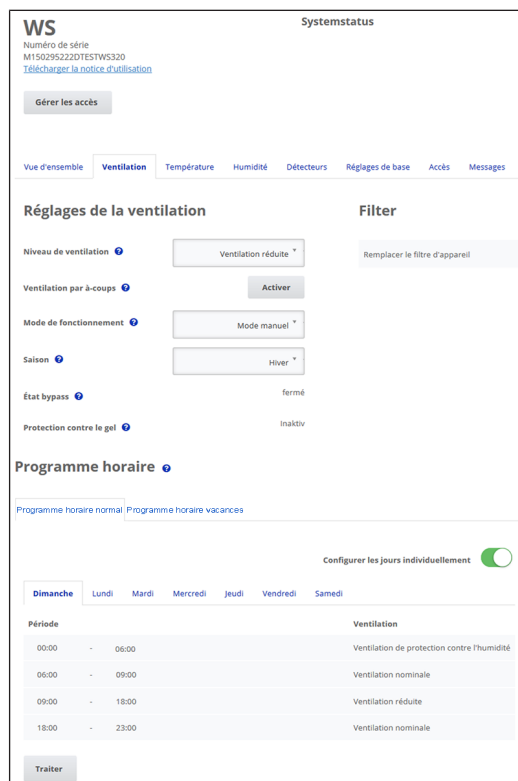 WS
Systemstatus
Numéro de série
M150295222DTESTWS320
Télécharger la notice d'utilisation
Gérer les accès
Vue d'ensemble Ventilation Température Humidité Détecteurs Réglages de base Accès Messages
Réglages de la ventilation
Filter
Niveau de ventilation ? Ventilation réduite
Remplacer le filtre d'appareil
Ventilation par à-coups ? Activer
Mode de fonctionnement ? Mode manuel
Saison ? Hiver
État bypass ? fermé
Protection contre le gel ? Inaktiv
Programme horaire ?
Programme horaire normal Programme horaire vacances
Configurer les jours individuellement
Dimanche Lundi Mardi Mercredi Jeudi Vendredi Samedi
Période Ventilation
00:00 - 06:00 Ventilation de protection contre l'humidité
06:00 - 09:00 Ventilation nominale
09:00 - 18:00 Ventilation réduite
18:00 - 23:00 Ventilation nominale
Traiter